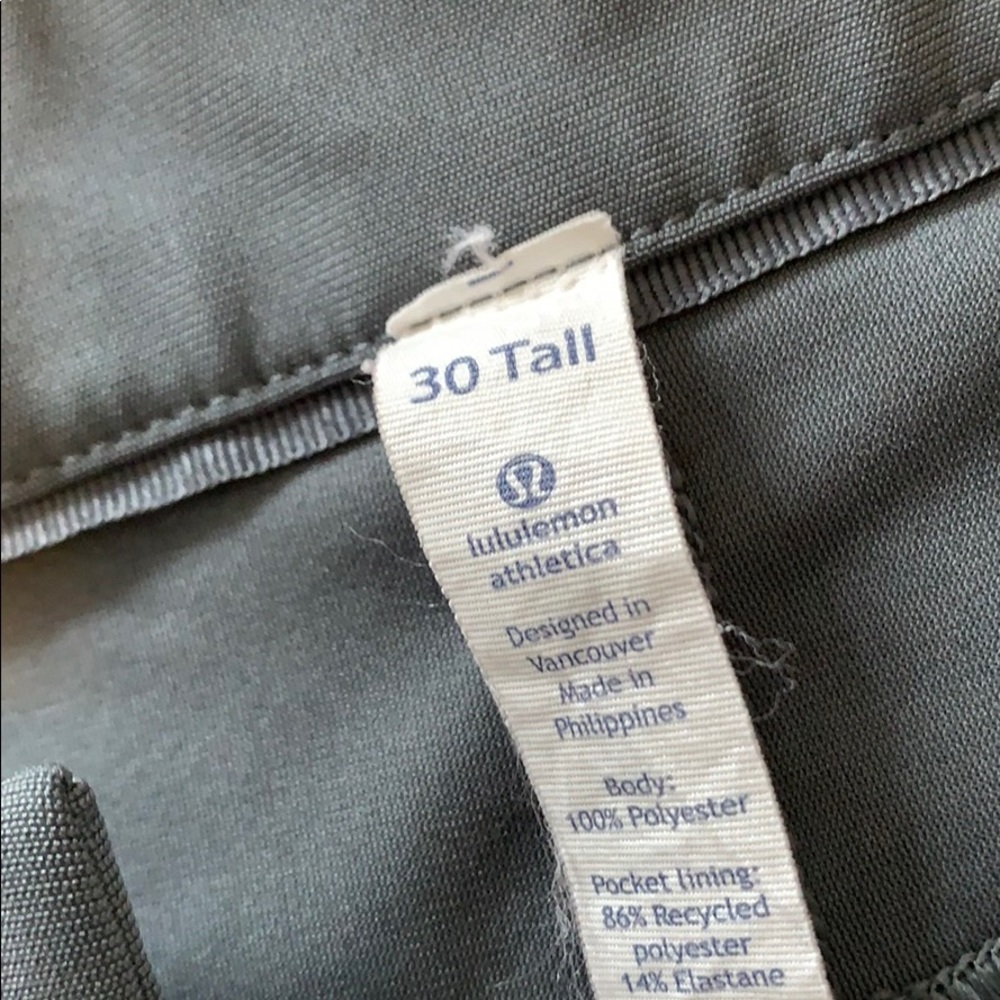 30 Tall
lululemon
athletica
Designed in
Vancouver
Made in
Philippines
Body:
100% Polyester
Pocket lining:
86% Recycled
polyester
14% Elastane